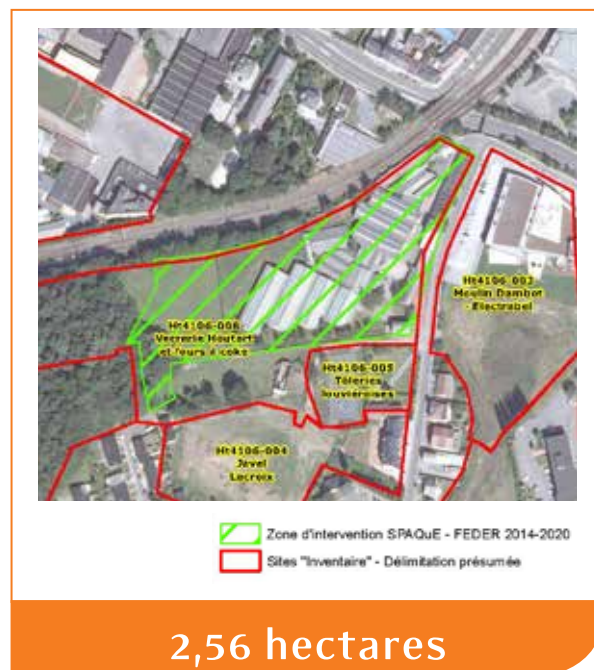 Ht4106-003
Moulin Dambot
- Electrabel
Ht4106-006
Verrerie Houtart
et fours à coke
Ht4106-005
Tôleries
louviéroises
Ht4106-004
Javel
Lacroix
Zone d'intervention SPAQuE - FEDER 2014-2020
Sites "Inventaire" - Délimitation présumée
2,56 hectares